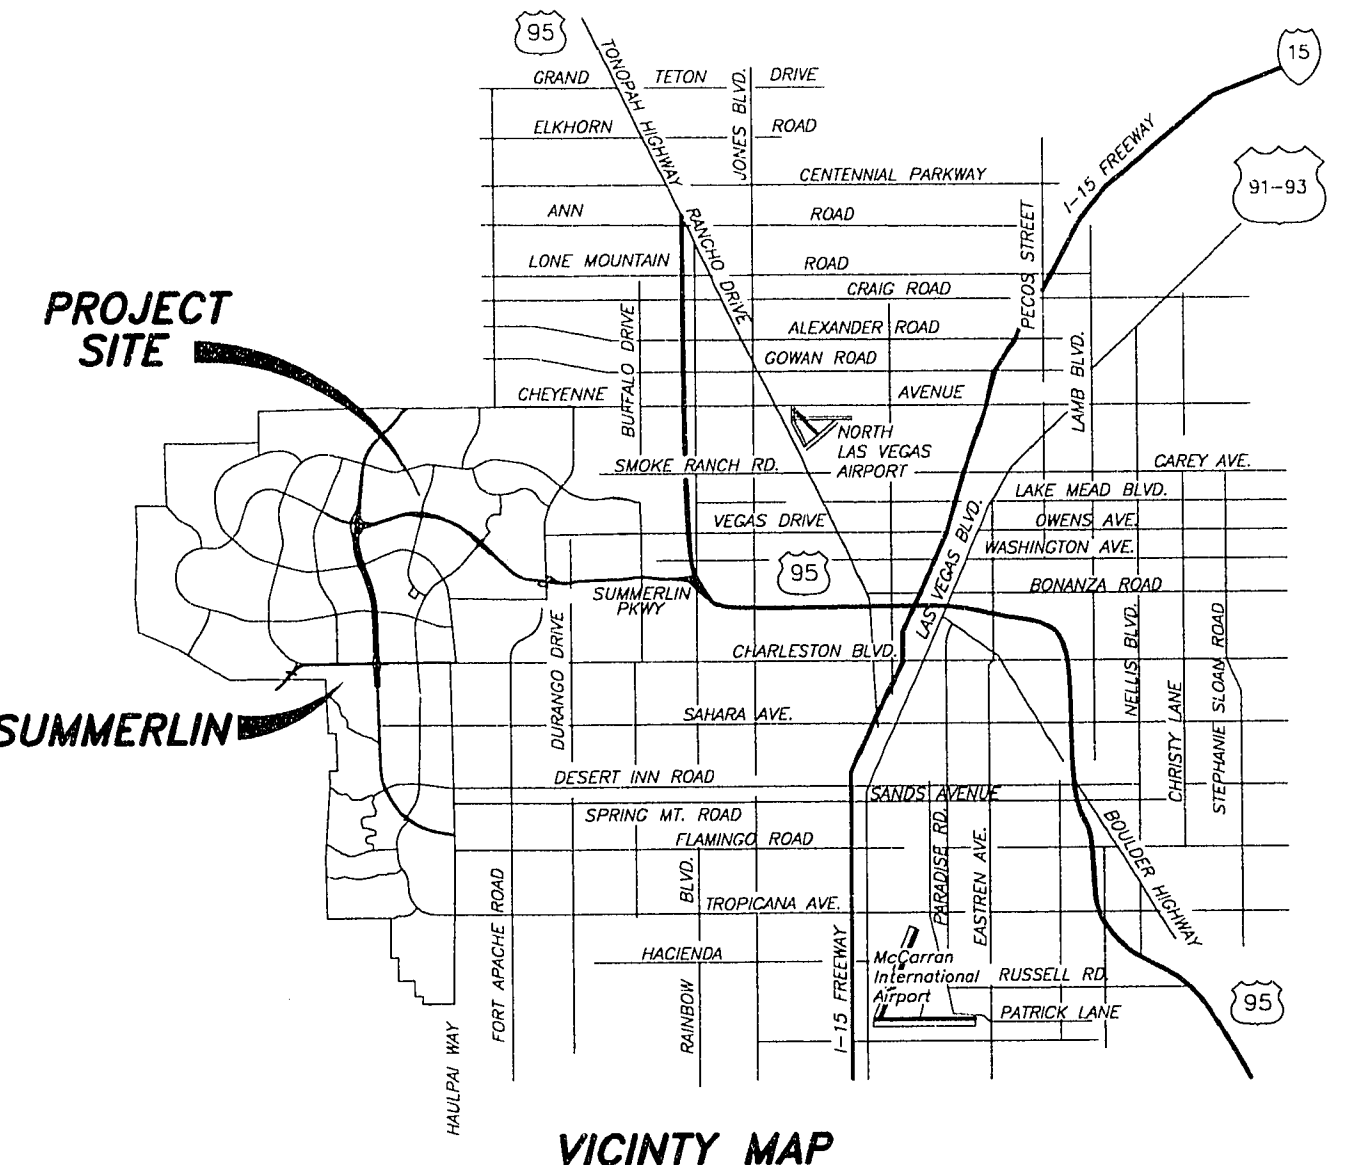 95
15
GRAND TETON DRIVE
TONOPAH HIGHWAY
JONES BLVD.
ELKHORN ROAD
I-15 FREEWAY
91-93
CENTENNIAL PARKWAY
ANN ROAD
RANCHO DRIVE
PECOS STREET
LONE MOUNTAIN ROAD
CRAIG ROAD
PROJECT
SITE
BUFFALO DRIVE
ALEXANDER ROAD
GOWAN ROAD
LAMB BLVD.
CHEYENNE AVENUE
NORTH
LAS VEGAS
AIRPORT
SMOKE RANCH RD.
CAREY AVE.
LAKE MEAD BLVD.
VEGAS DRIVE
OWENS AVE.
LAS VEGAS BLVD.
WASHINGTON AVE.
95
SUMMERLIN
PKWY
BONANZA ROAD
DURANGO DRIVE
CHARLESTON BLVD.
NELLIS BLVD.
CHRISTY LANE
STEPHANIE SLOAN ROAD
SUMMERLIN
SAHARA AVE.
DESERT INN ROAD
SANDS AVENUE
SPRING MT. ROAD
FLAMINGO ROAD
BOULDER HIGHWAY
PARADISE RD.
EASTREN AVE.
RAINBOW BLVD.
TROPICANA AVE.
FORT APACHE ROAD
HACIENDA
I-15 FREEWAY
McCarran
International
Airport
RUSSELL RD.
PATRICK LANE
95
HAULPAI WAY
VICINTY MAP